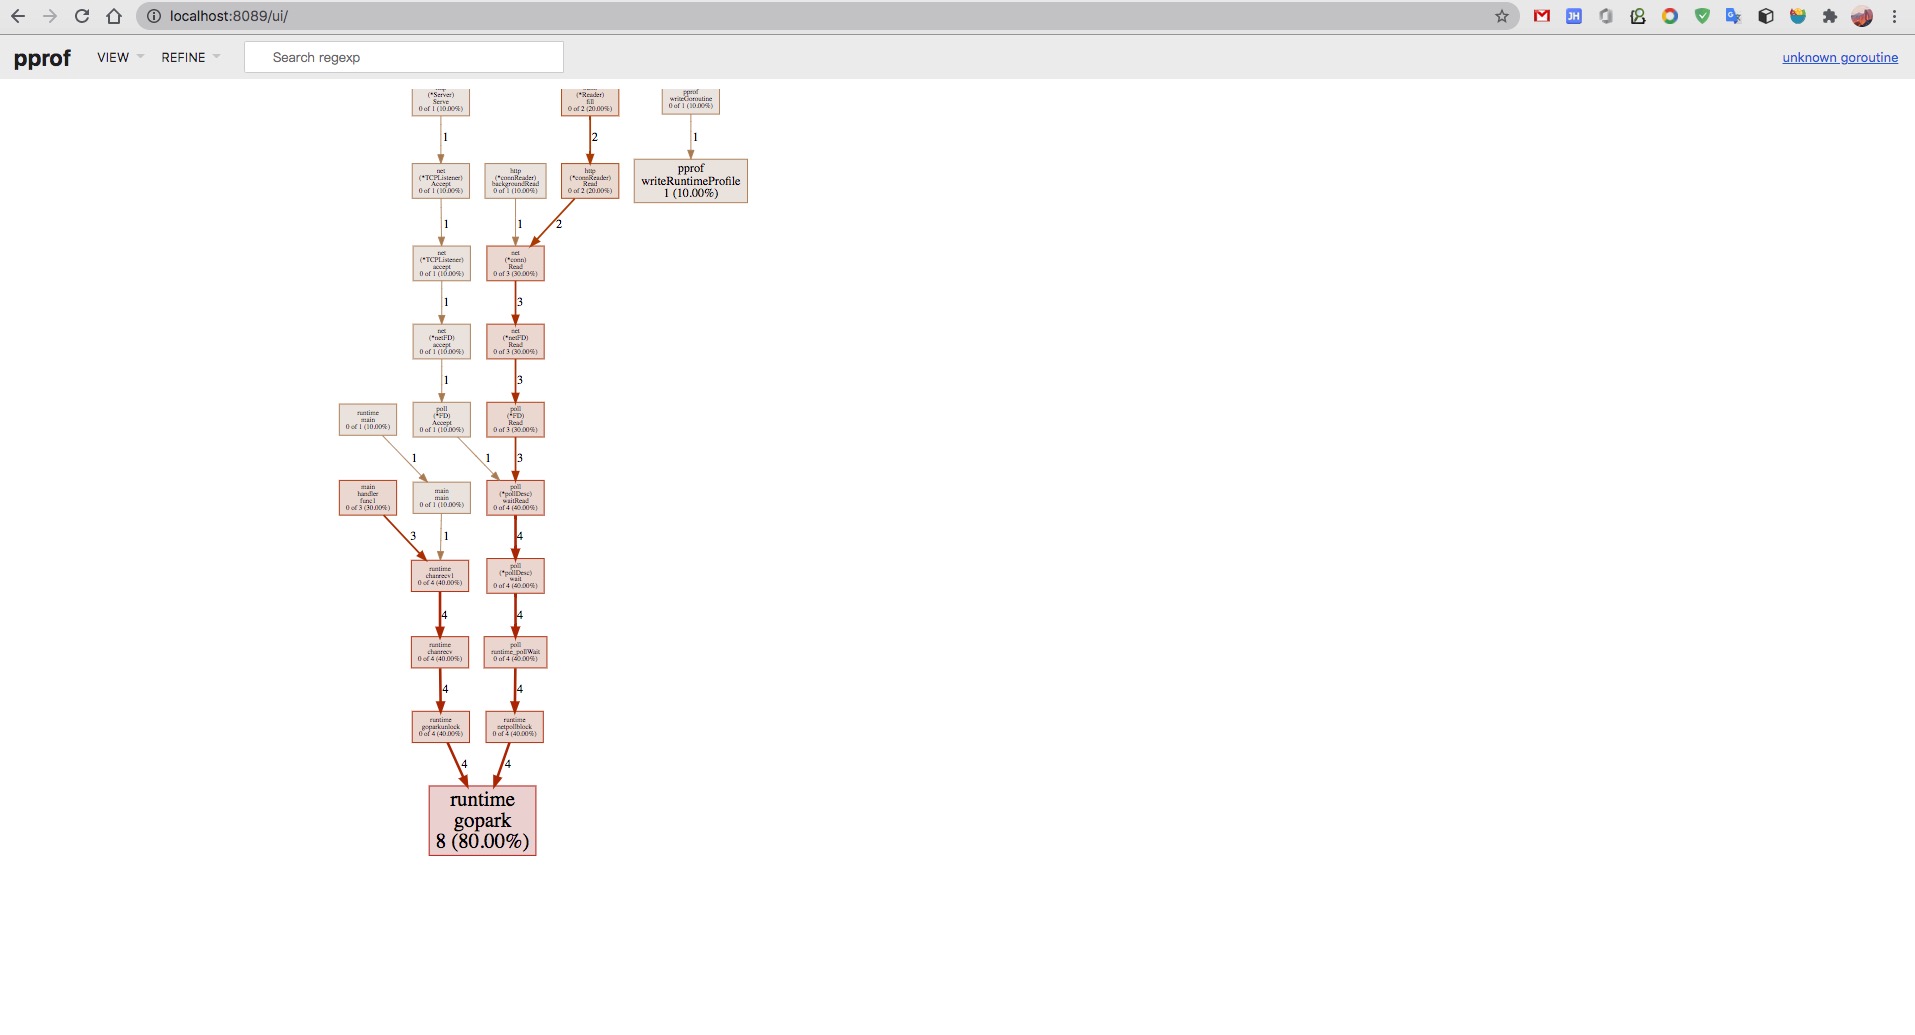 localhost:8089/ui/
pprof
VIEW
REFINE
Search regexp
unknown goroutine
(*Server)
Serve
0 of 1 (10.00%)
(*Reader)
fill
0 of 2 (20.00%)
pprof
writeGoroutine
0 of 1 (10.00%)
1
2
1
net
(*TCPListener)
Accept
0 of 1 (10.00%)
http
(*connReader)
backgroundRead
0 of 1 (10.00%)
http
(*connReader)
Read
0 of 2 (20.00%)
pprof
writeRuntimeProfile
1 (10.00%)
1
1
2
net
(*TCPListener)
accept
0 of 1 (10.00%)
net
(*conn)
Read
0 of 3 (30.00%)
1
3
net
(*netFD)
accept
0 of 1 (10.00%)
net
(*netFD)
Read
0 of 3 (30.00%)
1
3
runtime
main
0 of 1 (10.00%)
poll
(*FD)
Accept
0 of 1 (10.00%)
poll
(*FD)
Read
0 of 3 (30.00%)
1
1
3
main
handler
func1
0 of 3 (30.00%)
main
main
0 of 1 (10.00%)
poll
(*pollDesc)
waitRead
0 of 4 (40.00%)
3
1
4
runtime
chanrecv1
0 of 4 (40.00%)
poll
(*pollDesc)
wait
0 of 4 (40.00%)
4
4
runtime
chanrecv
0 of 4 (40.00%)
poll
runtime_pollWait
0 of 4 (40.00%)
4
4
runtime
goparkunlock
0 of 4 (40.00%)
runtime
netpollblock
0 of 4 (40.00%)
4
4
runtime
gopark
8 (80.00%)
JH